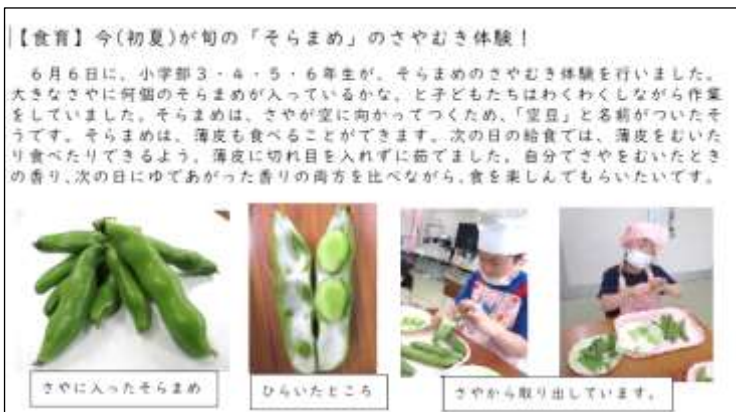 【食育】今(初夏)が旬の「そらまめ」のさやむき体験！
　６月６日に、小学部３・４・５・６年生が、そらまめのさやむき体験を行いました。
大きなさやに何個のそらまめが入っているかな、と子どもたちはわくわくしながら作業
をしていました。そらまめは、さやが空に向かってつくため、「空豆」と名前がついたそ
うです。そらまめは、薄皮も食べることができます。次の日の給食では、薄皮をむいた
り食べたりできるよう、薄皮に切れ目を入れずに茹でました。自分でさやをむいたとき
の香り、次の日にゆであがった香りの両方を比べながら、食を楽しんでもらいたいです。
さやに入ったそらまめ
ひらいたところ
さやから取り出しています。